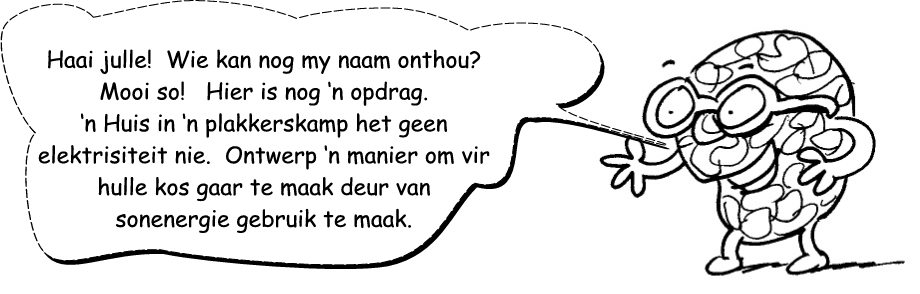 Haai julle!  Wie kan nog my naam onthou?
Mooi so!   Hier is nog ‘n opdrag.
‘n Huis in ‘n plakkerskamp het geen
elektrisiteit nie.  Ontwerp ‘n manier om vir
hulle kos gaar te maak deur van
sonenergie gebruik te maak.